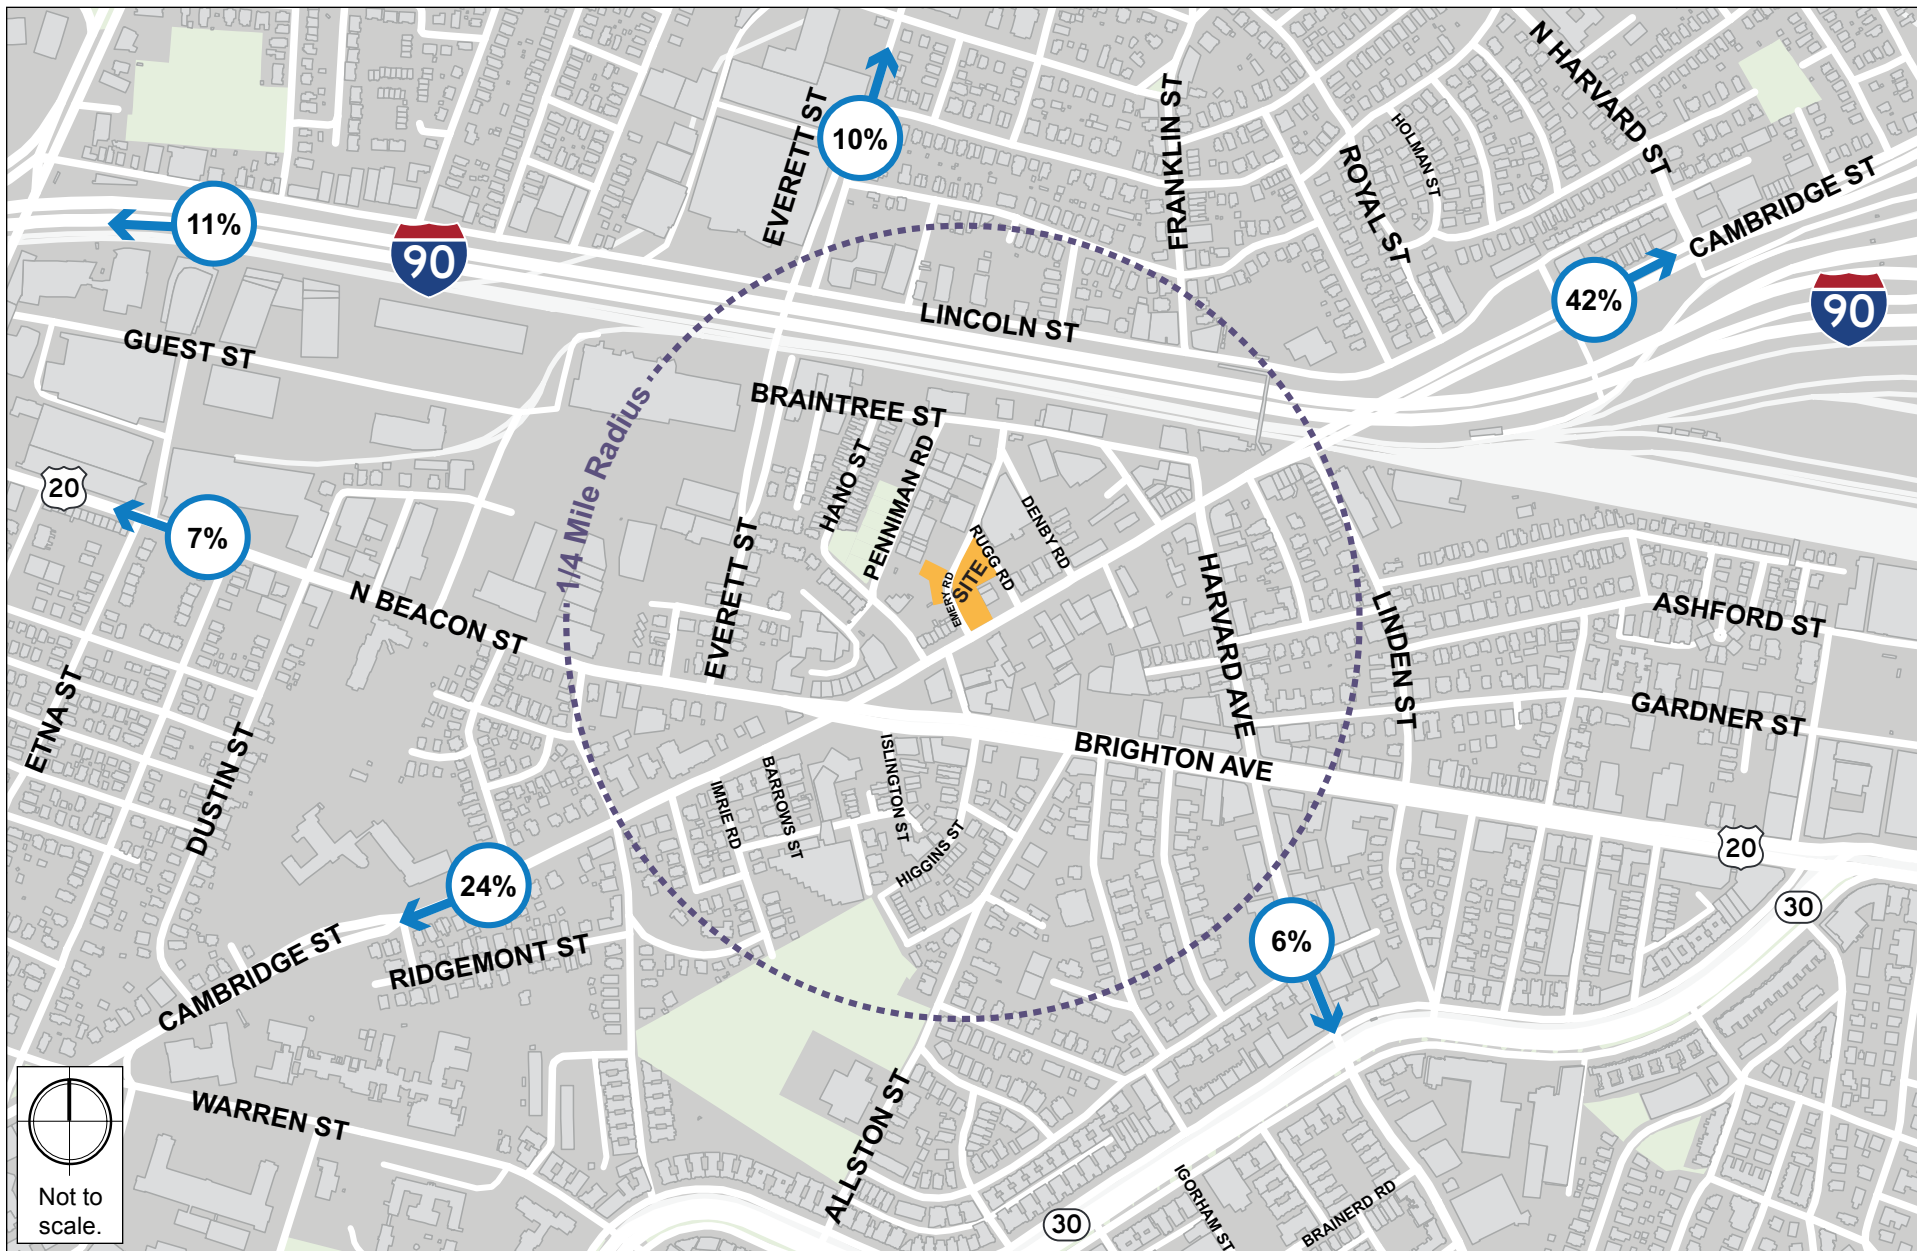 N HARVARD ST
EVERETT ST
10%
FRANKLIN ST
HOLMAN ST
ROYAL ST
CAMBRIDGE ST
11%
90
42%
90
LINCOLN ST
GUEST ST
BRAINTREE ST
1/4 Mile Radius
HANO ST
PENNIMAN RD
20
7%
DENBY RD
RUGG RD
SITE
EMERY RD
EVERETT ST
N BEACON ST
HARVARD AVE
LINDEN ST
ASHFORD ST
GARDNER ST
ETNA ST
DUSTIN ST
BRIGHTON AVE
ISLINGTON ST
BARROWS ST
IMRIE RD
HIGGINS ST
20
24%
30
6%
CAMBRIDGE ST
RIDGEMONT ST
WARREN ST
ALLSTON ST
Not to
scale.
30
IGORHAM ST
BRAINERD RD